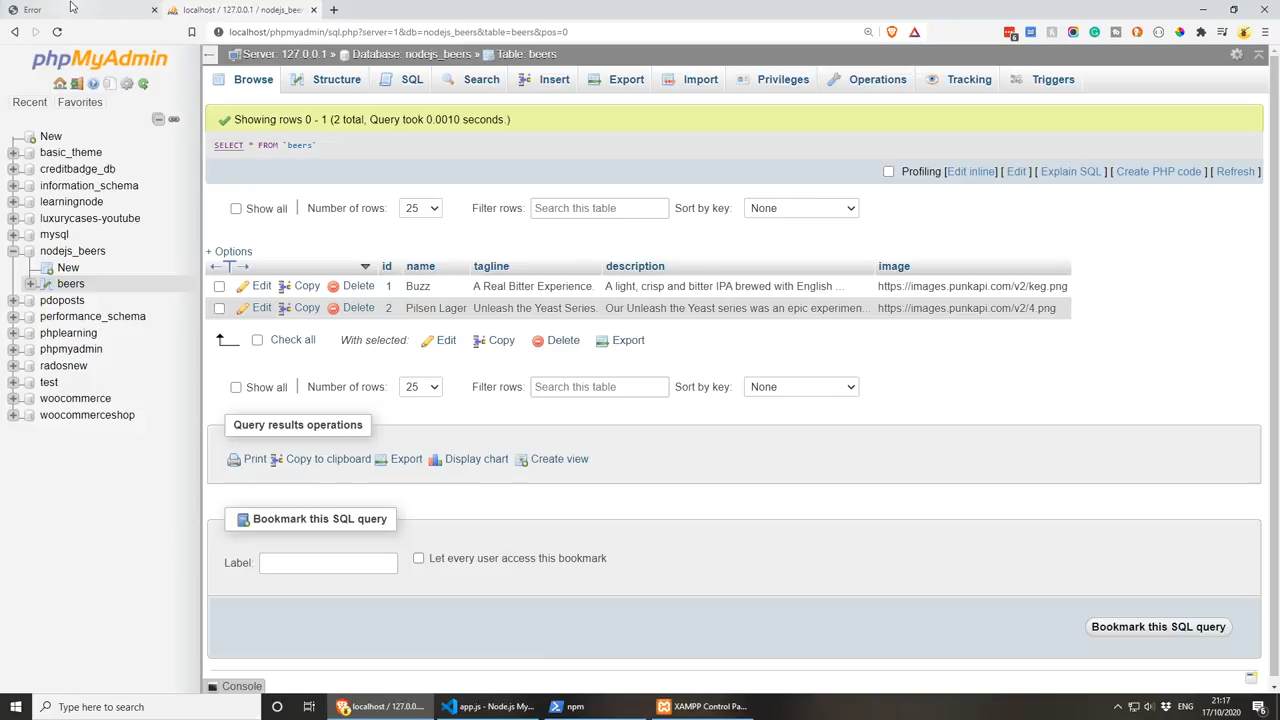 Error
localhost / 127.0.0.1 / nodejs_beer
localhost/phpmyadmin/sql.php?server=1&db=nodejs_beers&table=beers&pos=0
phpMyAdmin
Recent Favorites
New
basic_theme
creditbadge_db
information_schema
learningnode
luxurycases-youtube
mysql
nodejs_beers
New
beers
pdoposts
performance_schema
phplearning
phpmyadmin
radosnew
test
woocommerce
woocommerceshop
Server: 127.0.0.1 » Database: nodejs_beers » Table: beers
Browse Structure SQL Search Insert Export Import Privileges Operations Tracking Triggers
Showing rows 0 - 1 (2 total, Query took 0.0010 seconds.)
SELECT * FROM `beers`
Profiling [Edit inline] [ Edit ] [ Explain SQL ] [ Create PHP code ] [ Refresh ]
Show all Number of rows: 25 Filter rows: Search this table Sort by key: None
+ Options
id name tagline description image
Edit Copy Delete 1 Buzz A Real Bitter Experience. A light, crisp and bitter IPA brewed with English ... https://images.punkapi.com/v2/keg.png
Edit Copy Delete 2 Pilsen Lager Unleash the Yeast Series. Our Unleash the Yeast series was an epic experimen... https://images.punkapi.com/v2/4.png
Check all With selected: Edit Copy Delete Export
Show all Number of rows: 25 Filter rows: Search this table Sort by key: None
Query results operations
Print Copy to clipboard Export Display chart Create view
Bookmark this SQL query
Label: Let every user access this bookmark
Bookmark this SQL query
Console
Type here to search
localhost / 127.0.0....
app.js - Node.js My...
npm
XAMPP Control Pa...
ENG
21:17
17/10/2020
6